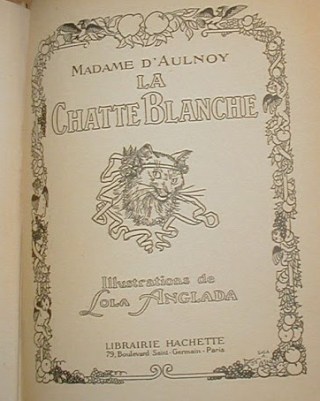 MADAME D'AULNOY
LA
CHATTE BLANCHE
Illustrations de
LOLA ANGLADA
LIBRAIRIE HACHETTE
79, Boulevard Saint-Germain - Paris